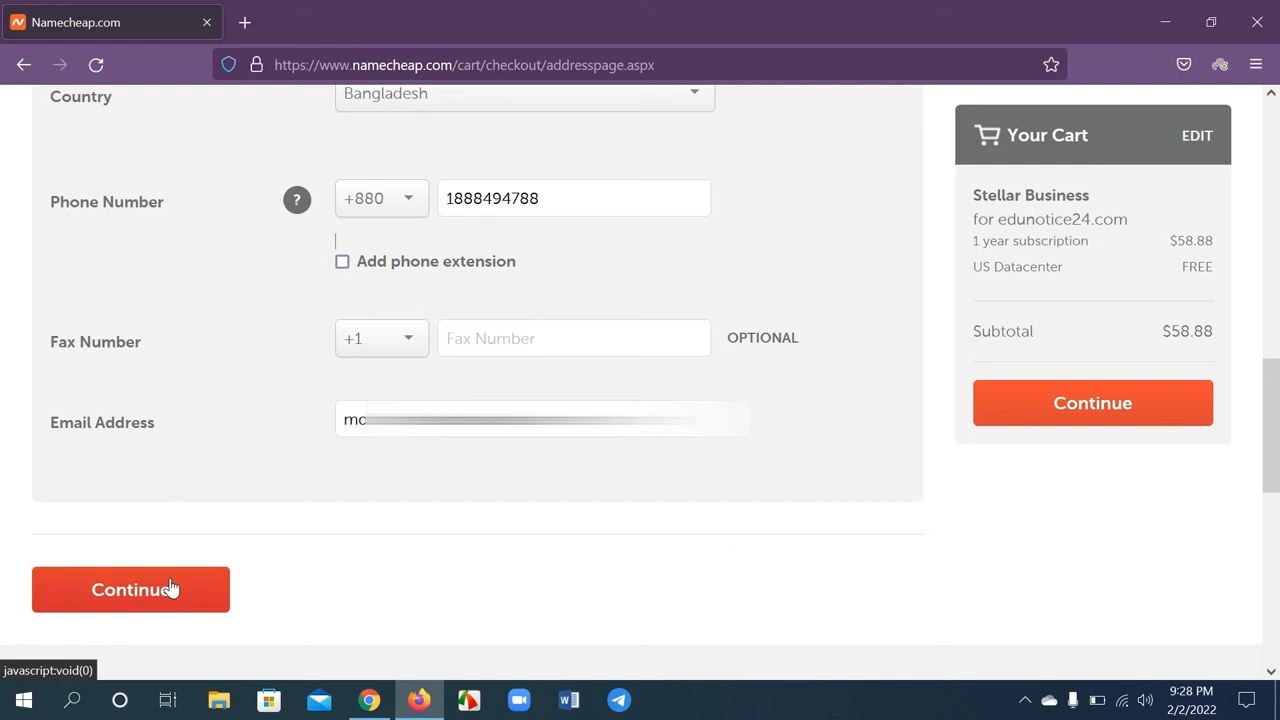 Namecheap.com
https://www.namecheap.com/cart/checkout/addresspage.aspx
Country
Bangladesh
Phone Number
?
+880
1888494788
Add phone extension
Fax Number
+1
Fax Number
OPTIONAL
Email Address
Continue
Your Cart
EDIT
Stellar Business
for edunotice24.com
1 year subscription $58.88
US Datacenter FREE
Subtotal $58.88
Continue
javascript:void(0)
9:28 PM
2/2/2022